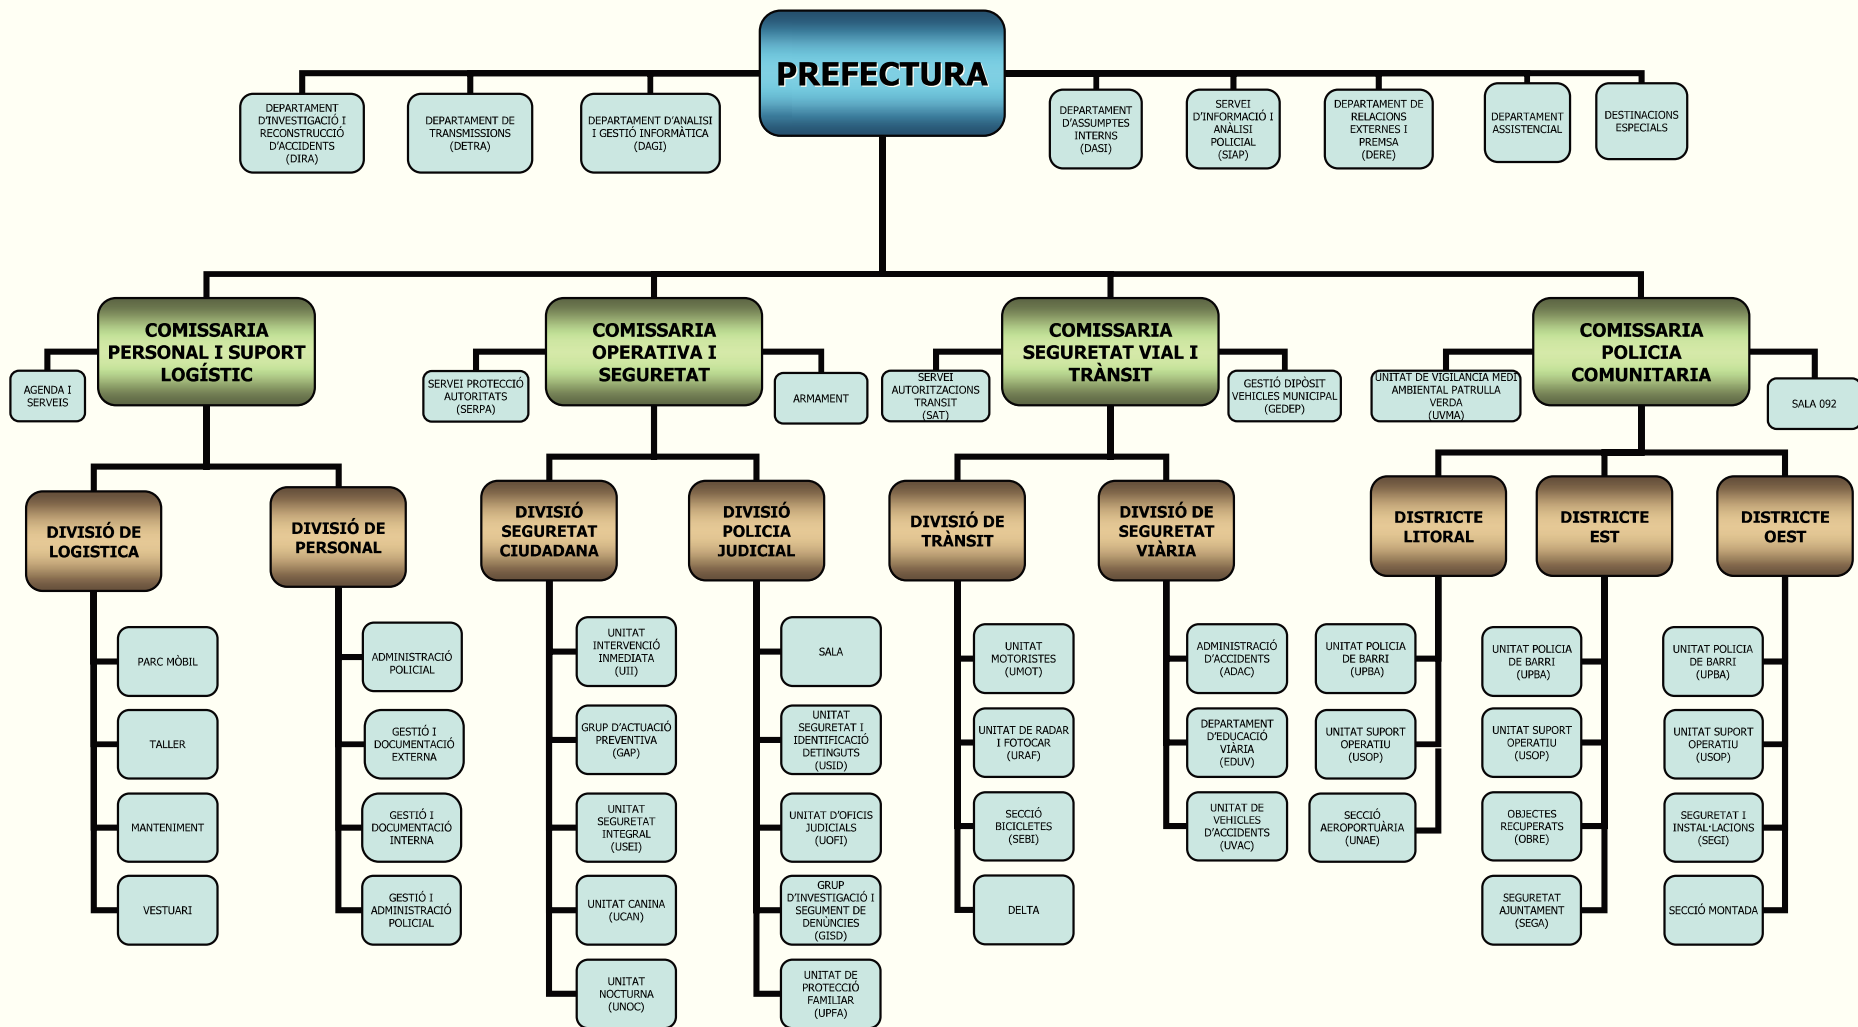 PREFECTURA
DEPARTAMENT
D'INVESTIGACIÓ I
RECONSTRUCCIÓ
D'ACCIDENTS
(DIRA)
DEPARTAMENT DE
TRANSMISSIONS
(DETRA)
DEPARTAMENT D'ANALISI
I GESTIÓ INFORMÀTICA
(DAGI)
DEPARTAMENT
D'ASSUMPTES
INTERNS
(DASI)
SERVEI
D'INFORMACIÓ I
ANÀLISI
POLICIAL
(SIAP)
DEPARTAMENT DE
RELACIONS
EXTERNES I
PREMSA
(DERE)
DEPARTAMENT
ASSISTENCIAL
DESTINACIONS
ESPECIALS
COMISSARIA
PERSONAL I SUPORT
LOGÍSTIC
AGENDA I
SERVEIS
COMISSARIA
OPERATIVA I
SEGURETAT
SERVEI PROTECCIÓ
AUTORITATS
(SERPA)
ARMAMENT
COMISSARIA
SEGURETAT VIAL I
TRÀNSIT
SERVEI
AUTORITZACIONS
TRANSIT
(SAT)
GESTIÓ DIPÒSIT
VEHICLES MUNICIPAL
(GEDEP)
COMISSARIA
POLICIA
COMUNITARIA
UNITAT DE VIGILANCIA MEDI
AMBIENTAL PATRULLA
VERDA
(UVMA)
SALA 092
DIVISIÓ DE
LOGISTICA
PARC MÒBIL
TALLER
MANTENIMENT
VESTUARI
DIVISIÓ DE
PERSONAL
ADMINISTRACIÓ
POLICIAL
GESTIÓ I
DOCUMENTACIÓ
EXTERNA
GESTIÓ I
DOCUMENTACIÓ
INTERNA
GESTIÓ I
ADMINISTRACIÓ
POLICIAL
DIVISIÓ
SEGURETAT
CIUDADANA
UNITAT
INTERVENCIÓ
INMEDIATA
(UII)
GRUP D'ACTUACIÓ
PREVENTIVA
(GAP)
UNITAT
SEGURETAT
INTEGRAL
(USEI)
UNITAT CANINA
(UCAN)
UNITAT
NOCTURNA
(UNOC)
DIVISIÓ
POLICIA
JUDICIAL
SALA
UNITAT
SEGURETAT I
IDENTIFICACIÓ
DETINGUTS
(USID)
UNITAT D'OFICIS
JUDICIALS
(UOFI)
GRUP
D'INVESTIGACIÓ I
SEGUMENT DE
DENÚNCIES
(GISD)
UNITAT DE
PROTECCIÓ
FAMILIAR
(UPFA)
DIVISIÓ DE
TRÀNSIT
UNITAT
MOTORISTES
(UMOT)
UNITAT DE RADAR
I FOTOCAR
(URAF)
SECCIÓ
BICICLETES
(SEBI)
DELTA
DIVISIÓ DE
SEGURETAT
VIÀRIA
ADMINISTRACIÓ
D'ACCIDENTS
(ADAC)
DEPARTAMENT
D'EDUCACIÓ
VIÀRIA
(EDUV)
UNITAT DE
VEHICLES
D'ACCIDENTS
(UVAC)
DISTRICTE
LITORAL
UNITAT POLICIA
DE BARRI
(UPBA)
UNITAT SUPORT
OPERATIU
(USOP)
SECCIÓ
AEROPORTUÀRIA
(UNAE)
DISTRICTE
EST
UNITAT POLICIA
DE BARRI
(UPBA)
UNITAT SUPORT
OPERATIU
(USOP)
OBJECTES
RECUPERATS
(OBRE)
SEGURETAT
AJUNTAMENT
(SEGA)
DISTRICTE
OEST
UNITAT POLICIA
DE BARRI
(UPBA)
UNITAT SUPORT
OPERATIU
(USOP)
SEGURETAT I
INSTAL·LACIONS
(SEGI)
SECCIÓ MONTADA